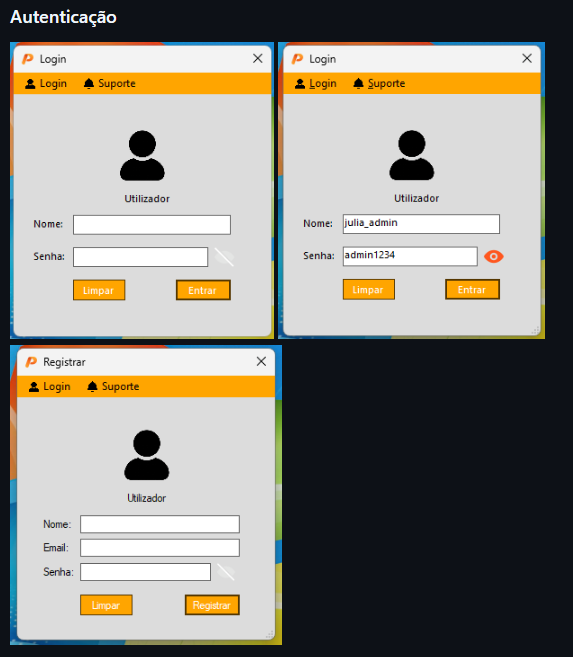 Autenticação
Login
Login Suporte
Utilizador
Nome:
Senha:
Limpar Entrar
Login
Login Suporte
Utilizador
Nome: julia_admin
Senha: admin1234
Limpar Entrar
Registrar
Login Suporte
Utilizador
Nome:
Email:
Senha:
Limpar Registrar